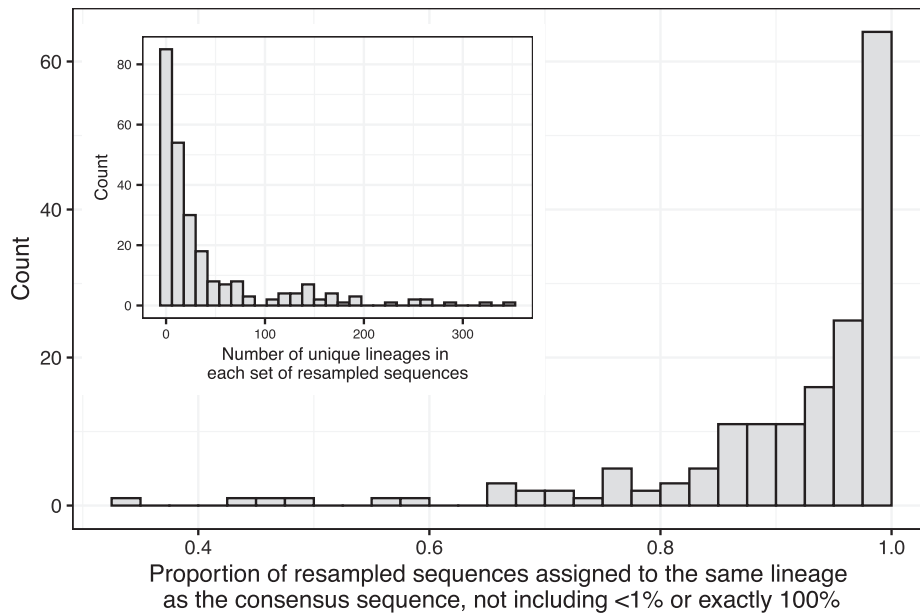 60
40
20
0
Count
80
60
40
20
0
Count
0 100 200 300
Number of unique lineages in
each set of resampled sequences
0.4 0.6 0.8 1.0
Proportion of resampled sequences assigned to the same lineage
as the consensus sequence, not including <1% or exactly 100%